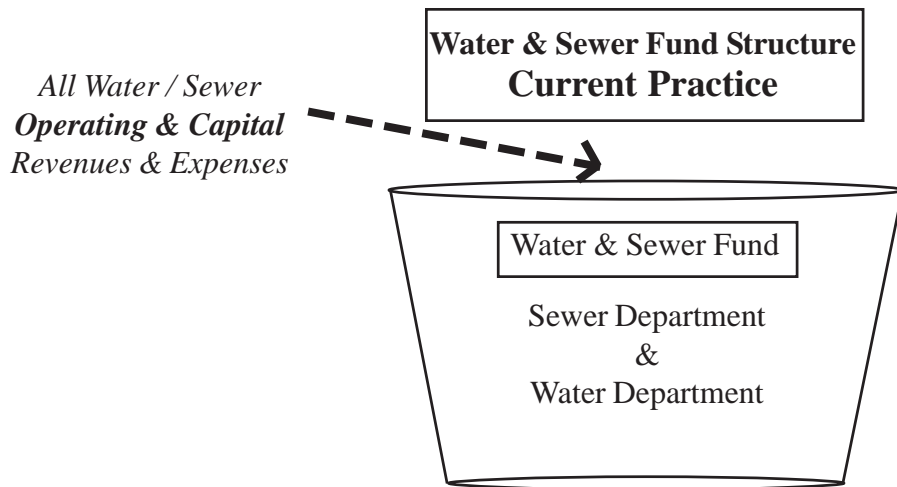 Water & Sewer Fund Structure
Current Practice
All Water / Sewer
Operating & Capital
Revenues & Expenses
Water & Sewer Fund
Sewer Department
&
Water Department